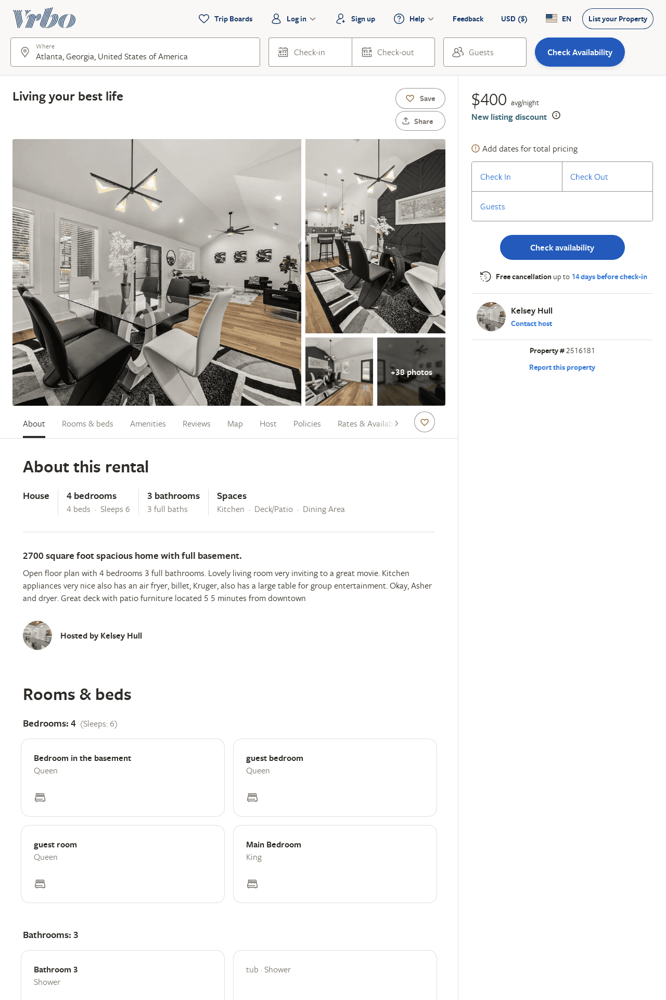 Vrbo
Trip Boards
Log in
Sign up
Help
Feedback
USD ($)
EN
List your Property
Where
Atlanta, Georgia, United States of America
Check-in
Check-out
Guests
Check Availability
Living your best life
Save
Share
+38 photos
$400 avg/night
New listing discount
Add dates for total pricing
Check In
Check Out
Guests
Check availability
Free cancellation up to 14 days before check-in
Kelsey Hull
Contact host
Property # 2516181
Report this property
About
Rooms & beds
Amenities
Reviews
Map
Host
Policies
Rates & Availab
About this rental
House
4 bedrooms
4 beds · Sleeps 6
3 bathrooms
3 full baths
Spaces
Kitchen · Deck/Patio · Dining Area
2700 square foot spacious home with full basement.
Open floor plan with 4 bedrooms 3 full bathrooms. Lovely living room very inviting to a great movie. Kitchen
appliances very nice also has an air fryer, billet, Kruger, also has a large table for group entertainment. Okay, Asher
and dryer. Great deck with patio furniture located 5 5 minutes from downtown
Hosted by Kelsey Hull
Rooms & beds
Bedrooms: 4 (Sleeps: 6)
Bedroom in the basement
Queen
guest bedroom
Queen
guest room
Queen
Main Bedroom
King
Bathrooms: 3
Bathroom 3
Shower
tub · Shower